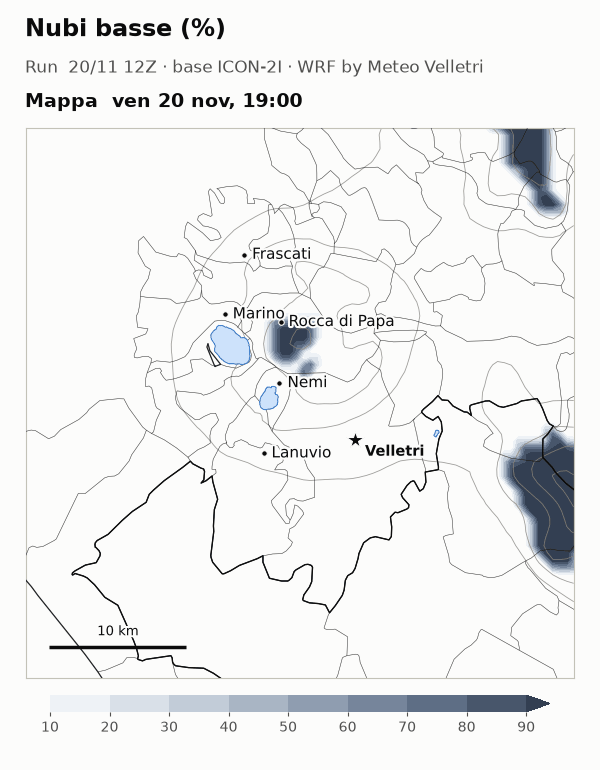 Nubi basse (%)
Run  20/11 12Z · base ICON-2I · WRF by Meteo Velletri
Mappa  ven 20 nov, 19:00
Frascati
Marino
Rocca di Papa
Nemi
Velletri
Lanuvio
10 km
10 20 30 40 50 60 70 80 90